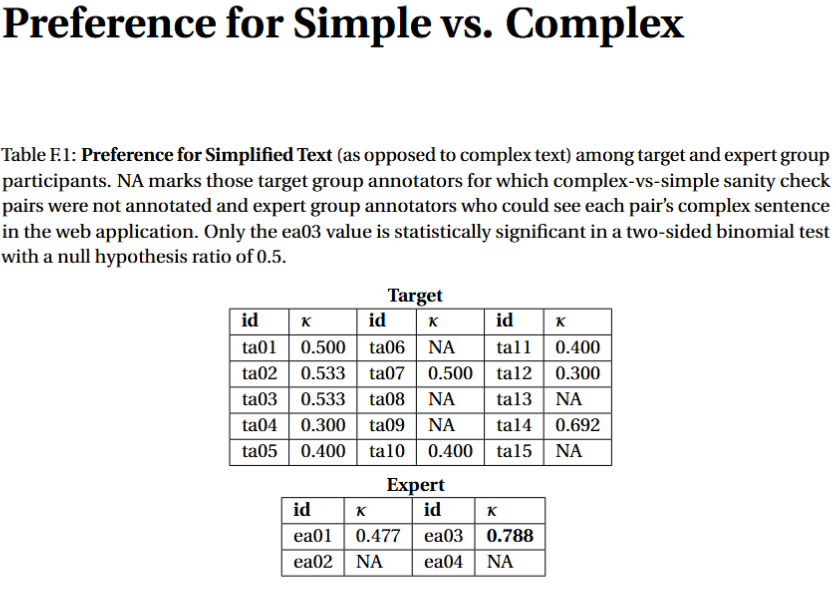 Preference for Simple vs. Complex
Table F.1: Preference for Simplified Text (as opposed to complex text) among target and expert group
participants. NA marks those target group annotators for which complex-vs-simple sanity check
pairs were not annotated and expert group annotators who could see each pair's complex sentence
in the web application. Only the ea03 value is statistically significant in a two-sided binomial test
with a null hypothesis ratio of 0.5.
Target
id κ id κ id κ
ta01 0.500 ta06 NA ta11 0.400
ta02 0.533 ta07 0.500 ta12 0.300
ta03 0.533 ta08 NA ta13 NA
ta04 0.300 ta09 NA ta14 0.692
ta05 0.400 ta10 0.400 ta15 NA
Expert
id κ id κ
ea01 0.477 ea03 0.788
ea02 NA ea04 NA